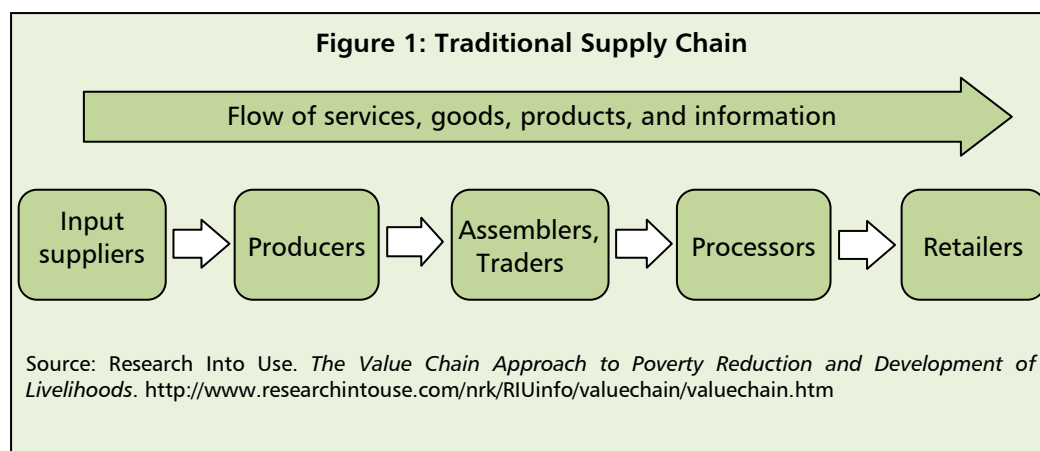 Figure 1: Traditional Supply Chain
Flow of services, goods, products, and information
Input
suppliers
Producers
Assemblers,
Traders
Processors
Retailers
Source: Research Into Use. The Value Chain Approach to Poverty Reduction and Development of
Livelihoods. http://www.researchintouse.com/nrk/RIUinfo/valuechain/valuechain.htm